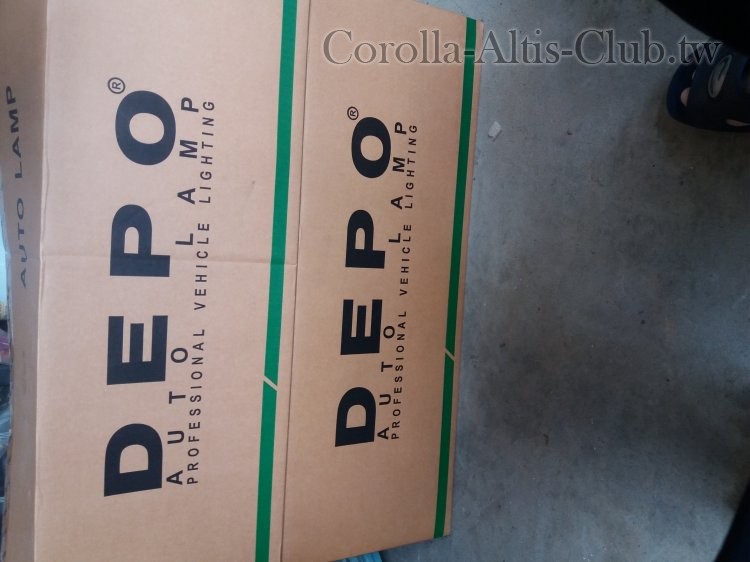 Corolla-Altis-Club.tw
AUTO LAMP
DEPO®
AUTO LAMP
PROFESSIONAL VEHICLE LIGHTING
DEPO®
AUTO LAMP
PROFESSIONAL VEHICLE LIGHTING